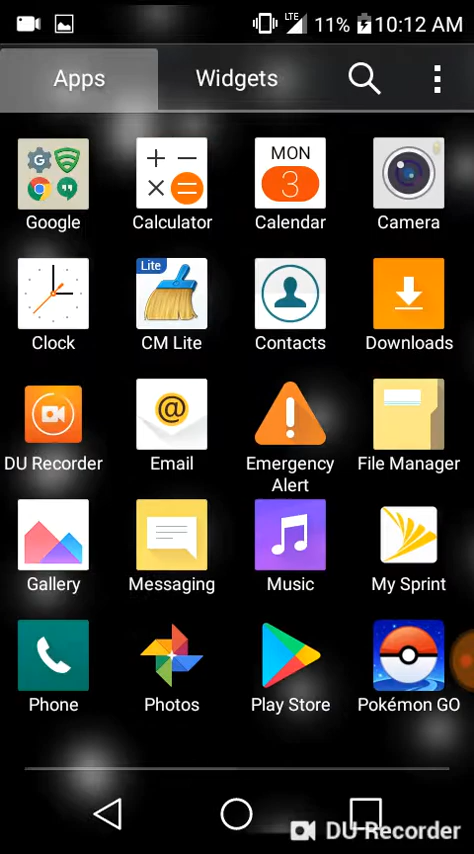 LTE 11% 10:12 AM
Apps Widgets
MON
3
Google Calculator Calendar Camera
Lite
Clock CM Lite Contacts Downloads
@
DU Recorder Email Emergency Alert File Manager
Gallery Messaging Music My Sprint
Phone Photos Play Store Pokémon GO
DU Recorder